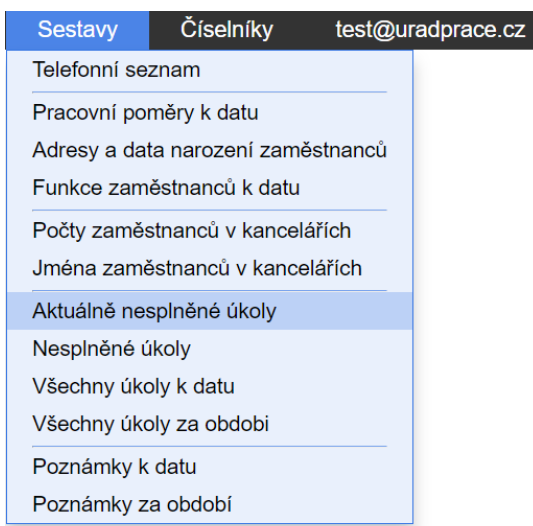 Sestavy Číselníky test@uradprace.cz
Telefonní seznam
Pracovní poměry k datu
Adresy a data narození zaměstnanců
Funkce zaměstnanců k datu
Počty zaměstnanců v kancelářích
Jména zaměstnanců v kancelářích
Aktuálně nesplněné úkoly
Nesplněné úkoly
Všechny úkoly k datu
Všechny úkoly za obdobi
Poznámky k datu
Poznámky za období